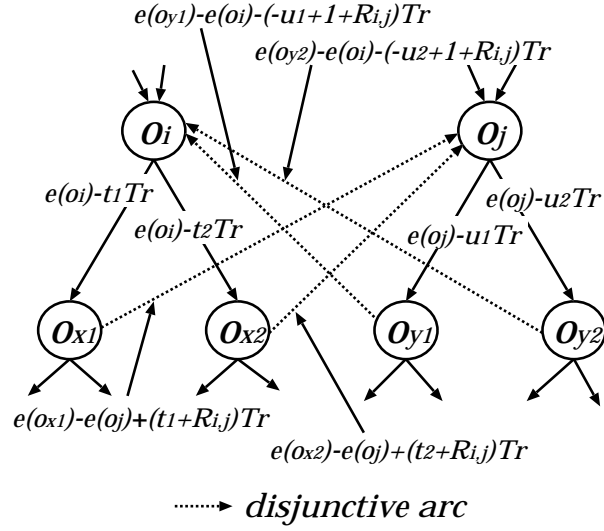 e(oy1)-e(oi)-(-u1+1+Ri,j)Tr
e(oy2)-e(oi)-(-u2+1+Ri,j)Tr
Oi
Oj
e(oi)-t1Tr
e(oi)-t2Tr
e(oj)-u2Tr
e(oj)-u1Tr
Ox1
Ox2
Oy1
Oy2
e(ox1)-e(oj)+(t1+Ri,j)Tr
e(ox2)-e(oj)+(t2+Ri,j)Tr
disjunctive arc